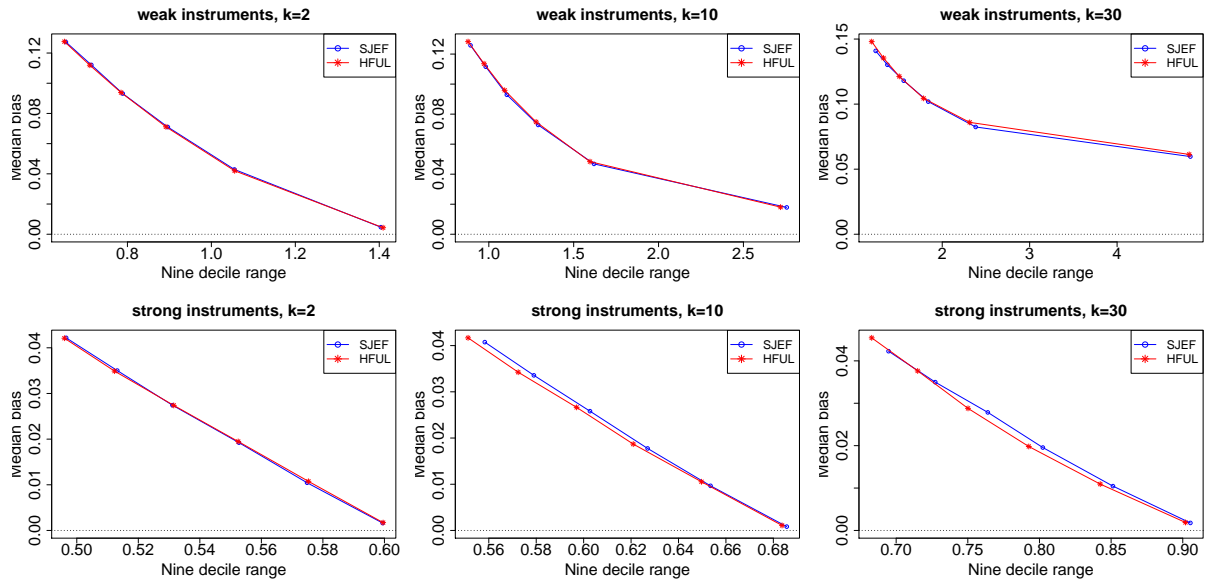 weak instruments, k=2
Median bias
0.00 0.04 0.08 0.12
SJEF
HFUL
0.8 1.0 1.2 1.4
Nine decile range
weak instruments, k=10
Median bias
0.00 0.04 0.08 0.12
SJEF
HFUL
1.0 1.5 2.0 2.5
Nine decile range
weak instruments, k=30
Median bias
0.00 0.05 0.10 0.15
SJEF
HFUL
2 3 4
Nine decile range
strong instruments, k=2
Median bias
0.00 0.01 0.02 0.03 0.04
SJEF
HFUL
0.50 0.52 0.54 0.56 0.58 0.60
Nine decile range
strong instruments, k=10
Median bias
0.00 0.01 0.02 0.03 0.04
SJEF
HFUL
0.56 0.58 0.60 0.62 0.64 0.66 0.68
Nine decile range
strong instruments, k=30
Median bias
0.00 0.02 0.04
SJEF
HFUL
0.70 0.75 0.80 0.85 0.90
Nine decile range